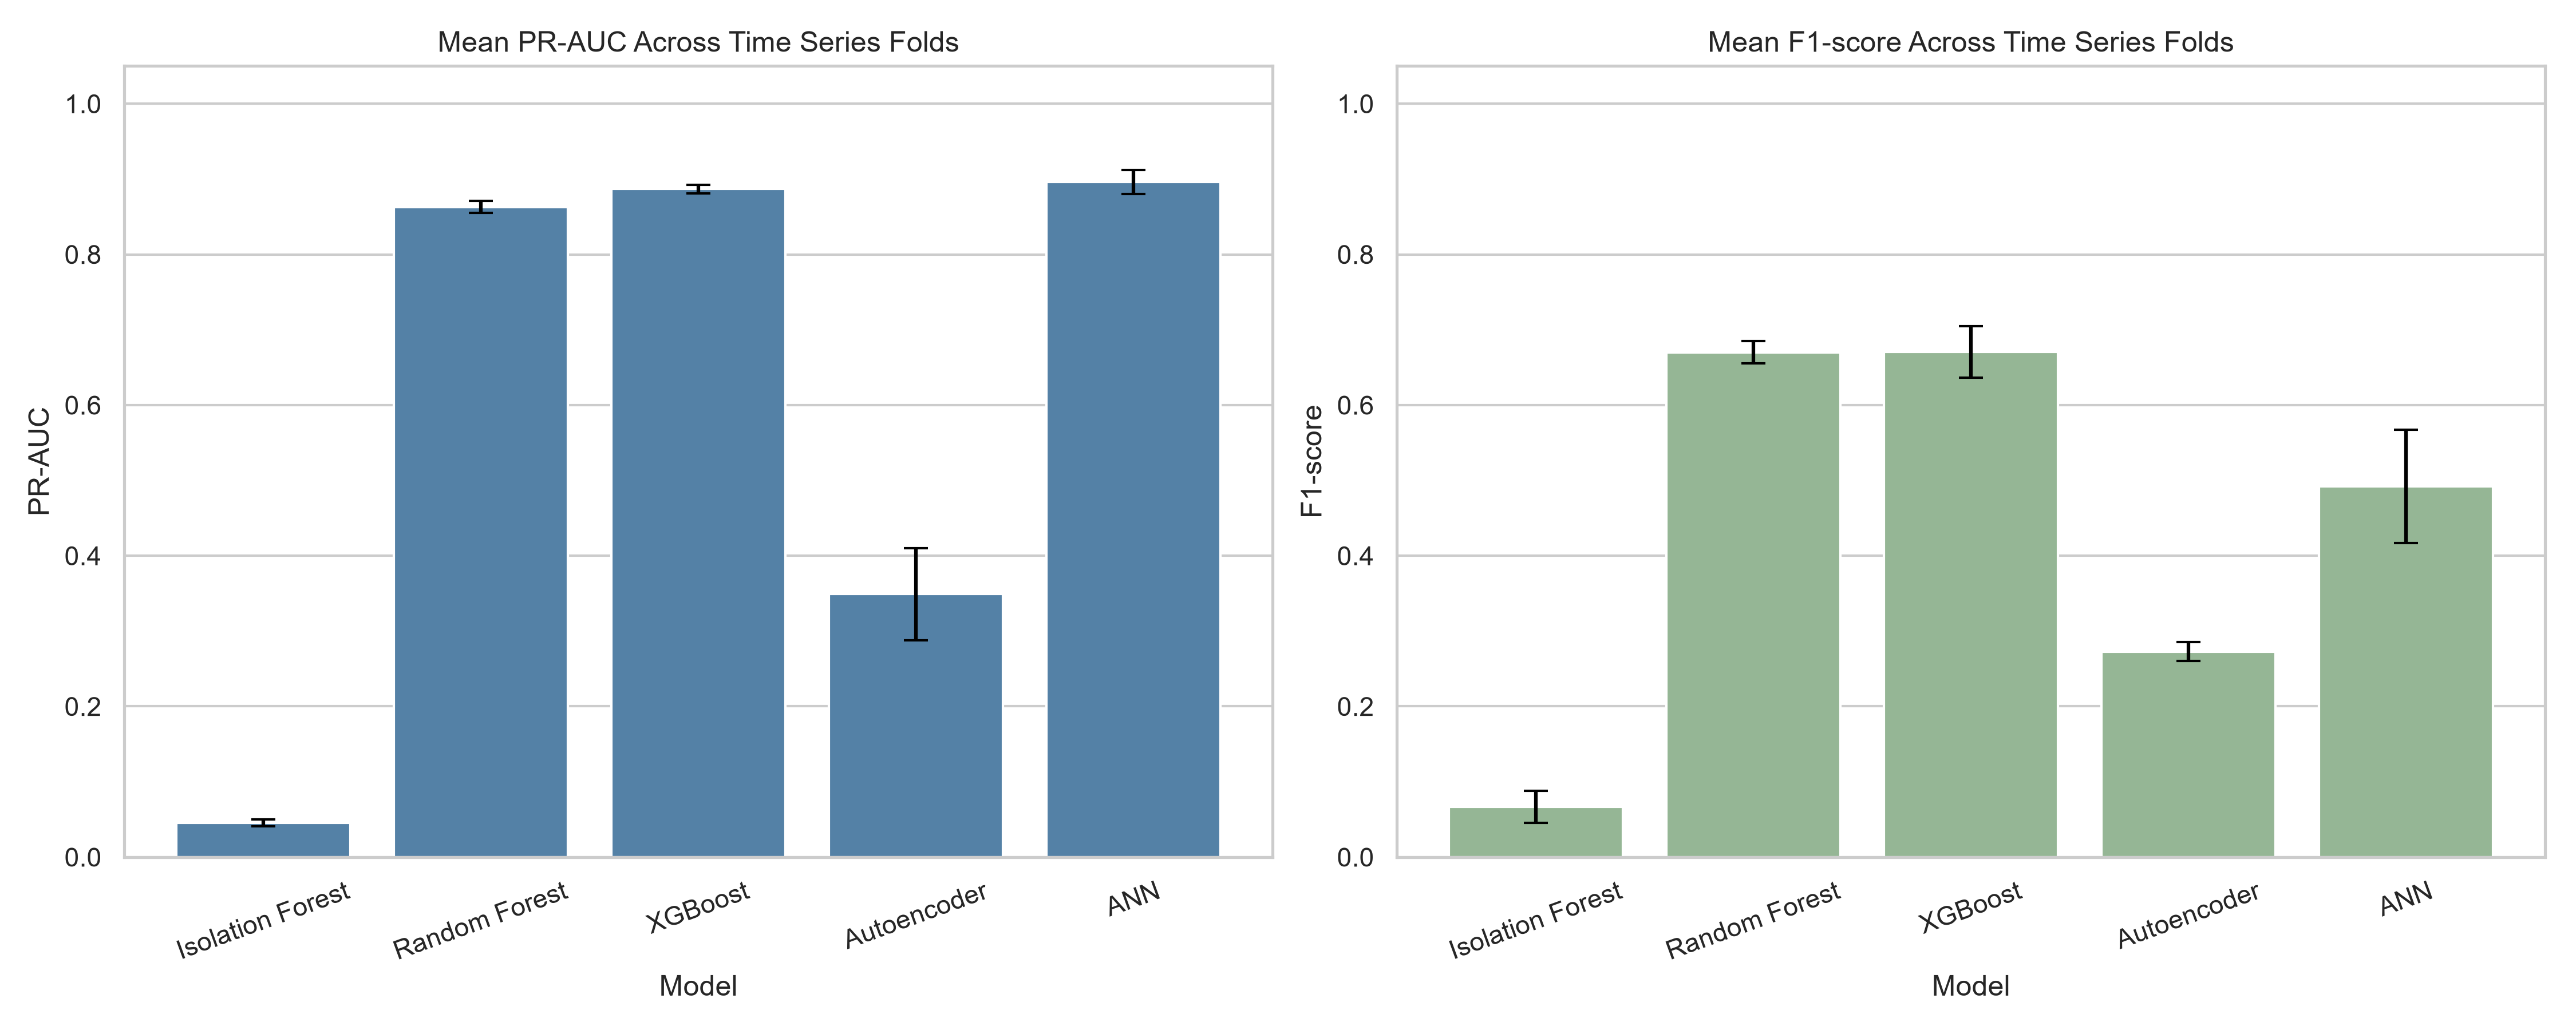 Mean PR-AUC Across Time Series Folds
PR-AUC
1.0
0.8
0.6
0.4
0.2
0.0
Isolation Forest
Random Forest
XGBoost
Autoencoder
ANN
Model
Mean F1-score Across Time Series Folds
F1-score
1.0
0.8
0.6
0.4
0.2
0.0
Isolation Forest
Random Forest
XGBoost
Autoencoder
ANN
Model